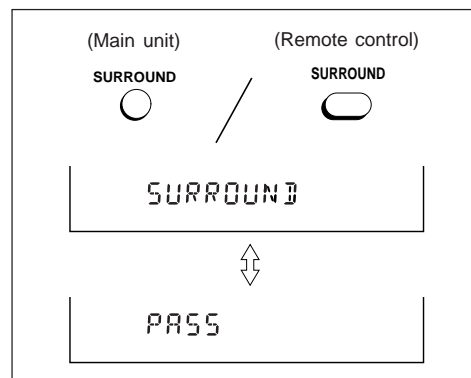 (Main unit) (Remote control)
SURROUND SURROUND
SURROUND
PASS